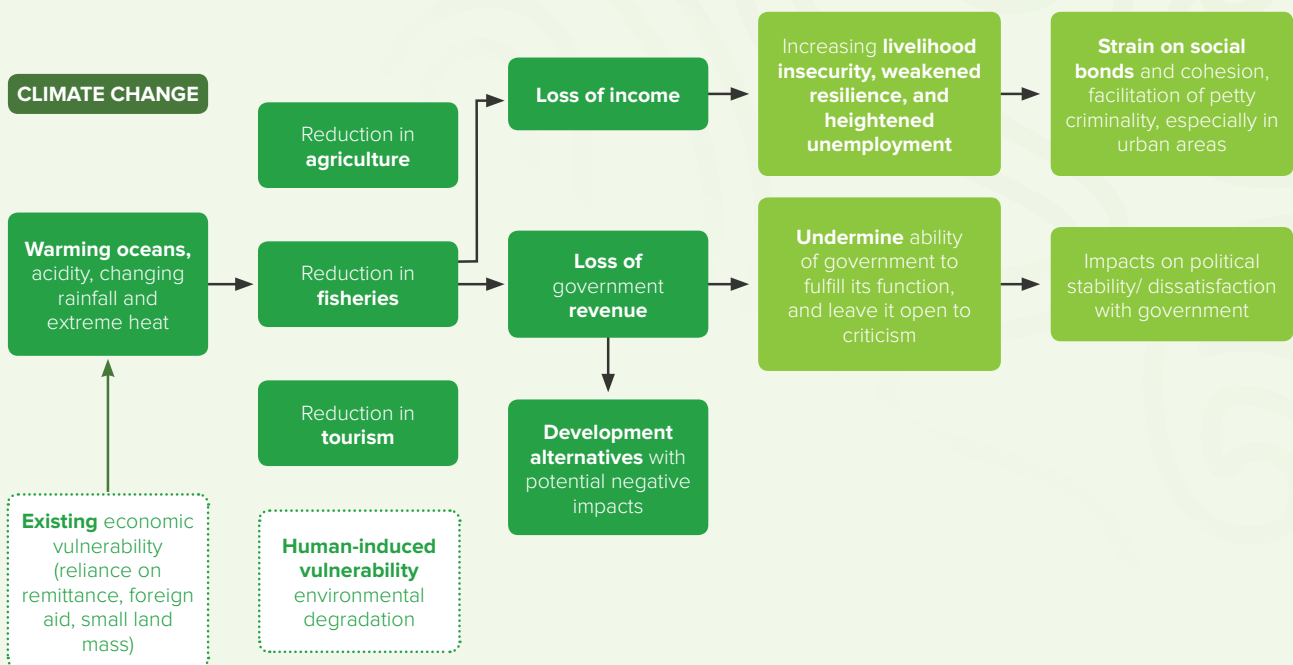 CLIMATE CHANGE
Warming oceans,
acidity, changing
rainfall and
extreme heat
Existing economic
vulnerability
(reliance on
remittance, foreign
aid, small land
mass)
Reduction in
agriculture
Reduction in
fisheries
Reduction in
tourism
Human-induced
vulnerability
environmental
degradation
Loss of income
Loss of
government
revenue
Development
alternatives with
potential negative
impacts
Increasing livelihood
insecurity, weakened
resilience, and
heightened
unemployment
Undermine ability
of government to
fulfill its function,
and leave it open to
criticism
Strain on social
bonds and cohesion,
facilitation of petty
criminality, especially in
urban areas
Impacts on political
stability/ dissatisfaction
with government